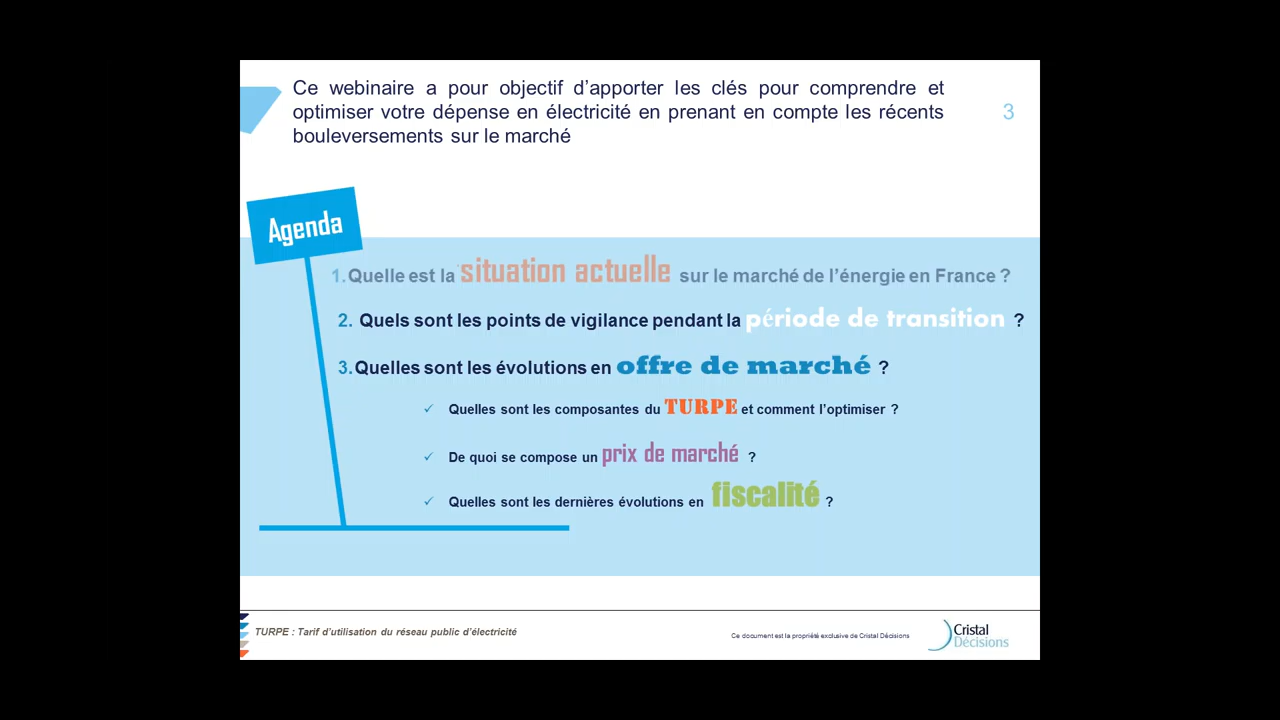 Ce webinaire a pour objectif d’apporter les clés pour comprendre et
optimiser votre dépense en électricité en prenant en compte les récents
bouleversements sur le marché
3
Agenda
1. Quelle est la situation actuelle sur le marché de l’énergie en France ?
2. Quels sont les points de vigilance pendant la période de transition ?
3. Quelles sont les évolutions en offre de marché ?
✓ Quelles sont les composantes du TURPE et comment l’optimiser ?
✓ De quoi se compose un prix de marché ?
✓ Quelles sont les dernières évolutions en fiscalité ?
TURPE : Tarif d’utilisation du réseau public d’électricité
Ce document est la propriété exclusive de Cristal Décisions
Cristal
Décisions